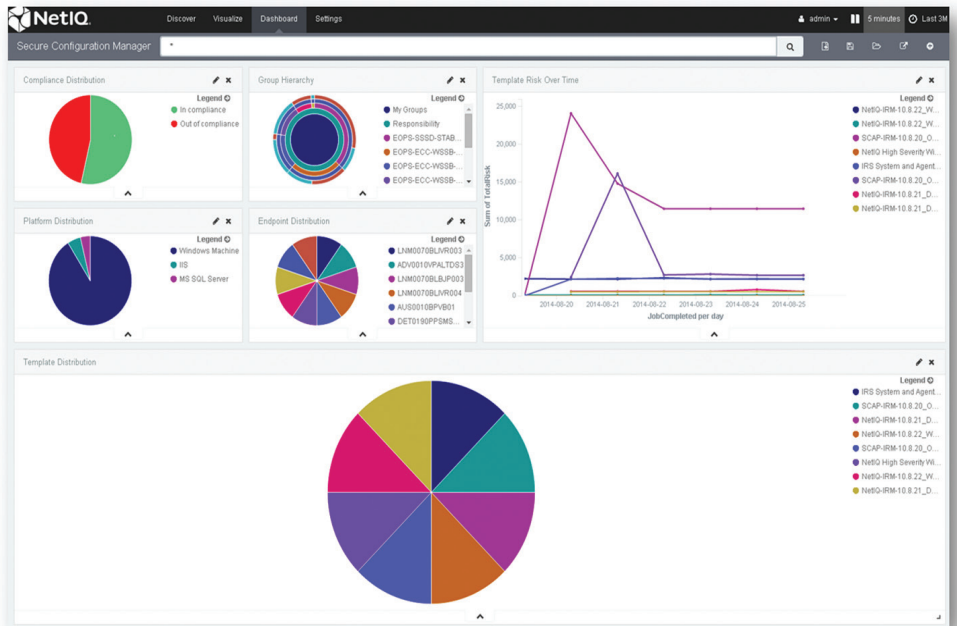 NetIQ.
Discover Visualize Dashboard Settings
admin 5 minutes Last 3M
Secure Configuration Manager *
Compliance Distribution
Legend
In compliance
Out of compliance
Group Hierarchy
Legend
My Groups
Responsibility
EOPS-SSSD-STAB...
EOPS-ECC-WSSB-...
EOPS-ECC-WSSB-...
EOPS-ECC-WSSB-...
Template Risk Over Time
Legend
NetIQ-IRM-10.8.22_W...
NetIQ-IRM-10.8.22_W...
SCAP-IRM-10.8.20_O...
NetIQ High Severity Wi...
IRS System and Agent...
SCAP-IRM-10.8.20_O...
NetIQ-IRM-10.8.21_D...
NetIQ-IRM-10.8.21_D...
25,000
20,000
15,000
10,000
5,000
0
Sum of TotalRisk
2014-08-20 2014-08-21 2014-08-22 2014-08-23 2014-08-24 2014-08-25
JobCompleted per day
Platform Distribution
Legend
Windows Machine
IIS
MS SQL Server
Endpoint Distribution
Legend
LNM0070BLIVR003
ADV0010VPALTDS3
LNM0070BLBUP003
LNM0070BLIVR004
AUS0010BPVB01
DET0190PPSMS...
Template Distribution
Legend
IRS System and Agent...
SCAP-IRM-10.8.20_O...
NetIQ-IRM-10.8.21_D...
NetIQ-IRM-10.8.22_W...
SCAP-IRM-10.8.20_O...
NetIQ High Severity Wi...
NetIQ-IRM-10.8.22_W...
NetIQ-IRM-10.8.21_D...